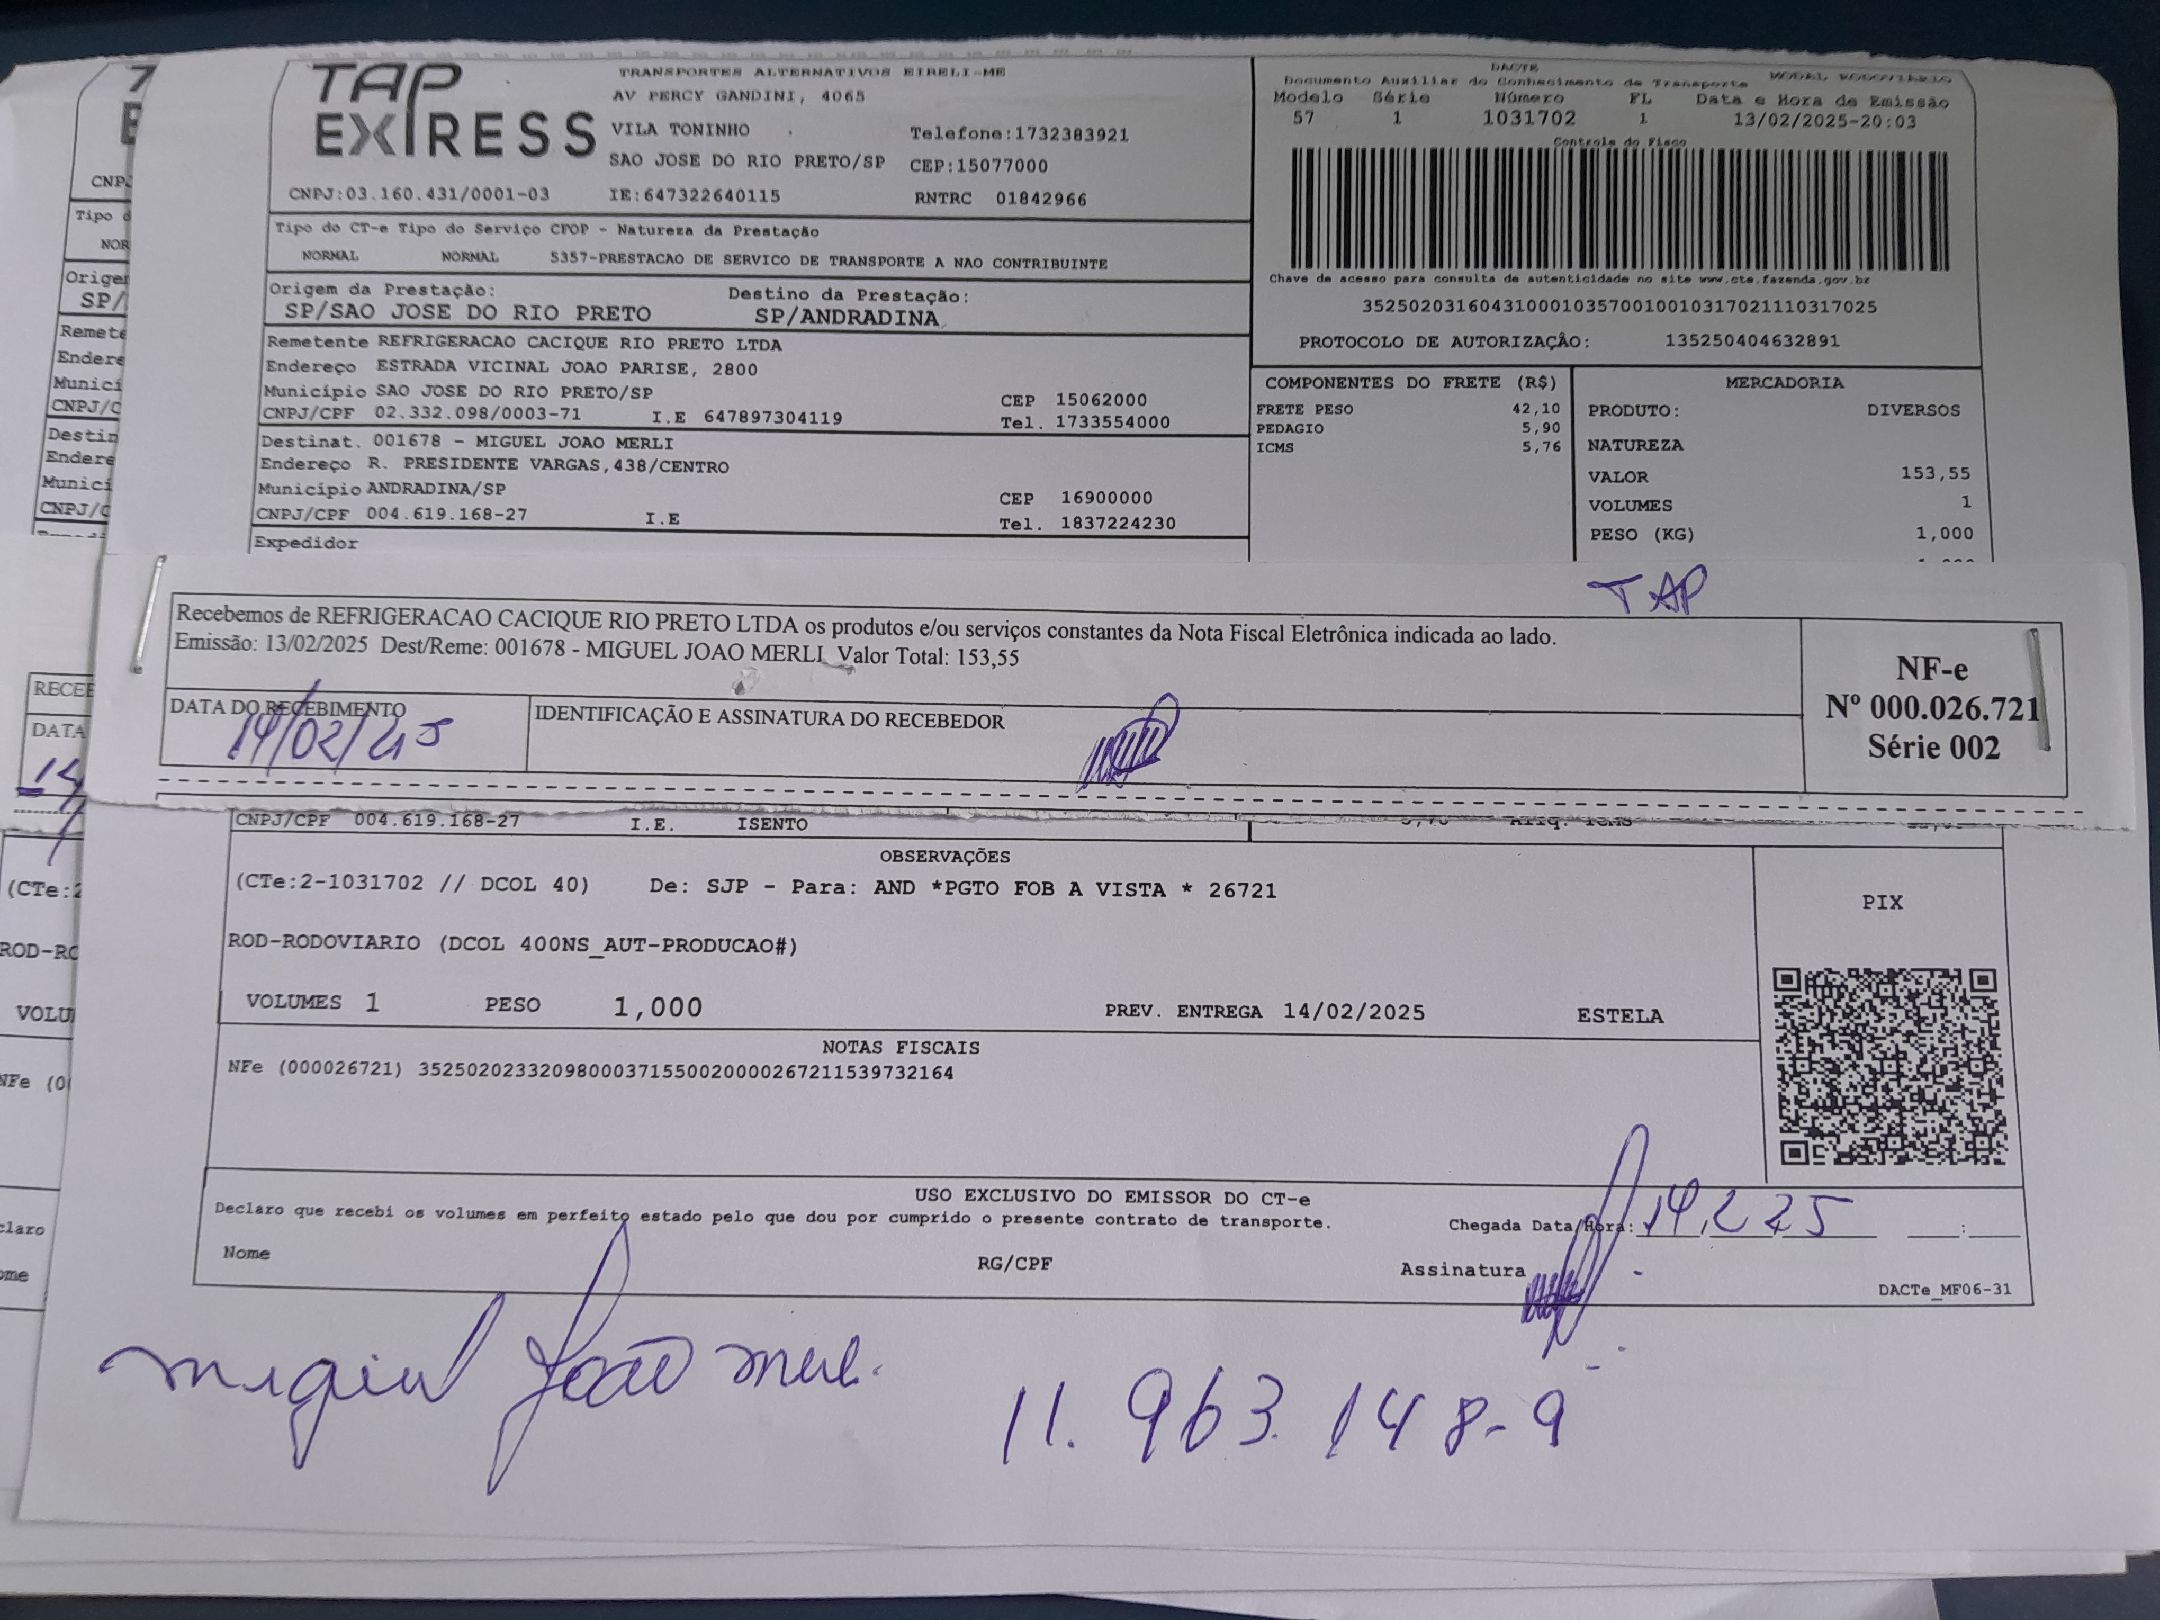 TAP EXPRESS
TRANSPORTES ALTERNATIVOS EIRELI-ME
AV PERCY GANDINI, 4065
VILA TONINHO Telefone:1732383921
SAO JOSE DO RIO PRETO/SP CEP:15077000
CNPJ:03.160.431/0001-03 IE:647322640115 RNTRC 01842966
Tipo do CT-e Tipo do Serviço CFOP - Natureza da Prestação
NORMAL NORMAL 5357-PRESTACAO DE SERVICO DE TRANSPORTE A NAO CONTRIBUINTE
Origem da Prestação: Destino da Prestação:
SP/SAO JOSE DO RIO PRETO SP/ANDRADINA
Remetente REFRIGERACAO CACIQUE RIO PRETO LTDA
Endereço ESTRADA VICINAL JOAO PARISE, 2800
Município SAO JOSE DO RIO PRETO/SP CEP 15062000
CNPJ/CPF 02.332.098/0003-71 I.E 647897304119 Tel. 1733554000
Destinat. 001678 - MIGUEL JOAO MERLI
Endereço R. PRESIDENTE VARGAS,438/CENTRO
Município ANDRADINA/SP CEP 16900000
CNPJ/CPF 004.619.168-27 I.E Tel. 1837224230
Expedidor
DACTE
Documento Auxiliar do Conhecimento de Transporte MODAL RODOVIARIO
Modelo Série Número FL Data e Hora de Emissão
57 1 1031702 1 13/02/2025-20:03
Controle do Fisco
Chave de acesso para consulta de autenticidade no site www.cte.fazenda.gov.br
35250203160431000103570010010317021110317025
PROTOCOLO DE AUTORIZAÇÂO: 135250404632891
COMPONENTES DO FRETE (R$)
FRETE PESO 42,10
PEDAGIO 5,90
ICMS 5,76
MERCADORIA
PRODUTO: DIVERSOS
NATUREZA
VALOR 153,55
VOLUMES 1
PESO (KG) 1,000
TAP
Recebemos de REFRIGERACAO CACIQUE RIO PRETO LTDA os produtos e/ou serviços constantes da Nota Fiscal Eletrônica indicada ao lado.
Emissão: 13/02/2025 Dest/Reme: 001678 - MIGUEL JOAO MERLI Valor Total: 153,55
DATA DO RECEBIMENTO
14/02/25
IDENTIFICAÇÃO E ASSINATURA DO RECEBEDOR
NF-e
Nº 000.026.721
Série 002
CNPJ/CPF 004.619.168-27 I.E. ISENTO
OBSERVAÇÕES
(CTe:2-1031702 // DCOL 40) De: SJP - Para: AND *PGTO FOB A VISTA * 26721
ROD-RODOVIARIO (DCOL 400NS_AUT-PRODUCAO#)
VOLUMES 1 PESO 1,000 PREV. ENTREGA 14/02/2025 ESTELA
PIX
NOTAS FISCAIS
NFe (000026721) 35250202332098000371550020000267211539732164
USO EXCLUSIVO DO EMISSOR DO CT-e
Declaro que recebi os volumes em perfeito estado pelo que dou por cumprido o presente contrato de transporte.
Chegada Data/Hora: 14 2 25 :
Nome RG/CPF Assinatura
DACTe_MF06-31
Miguel João
11.963.148-9